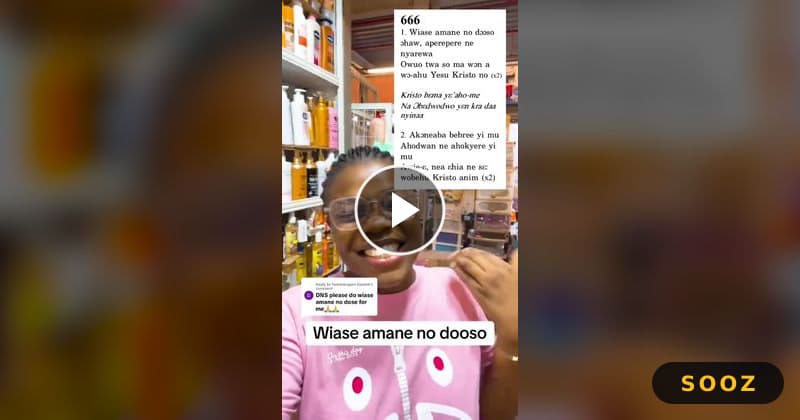 666
1. Wiase amane no dɔɔso
ɔhaw, aperepere ne
nyarewa
Owuo twa so ma wɔn a
wɔ-ahu Yesu Kristo no (x2)
Kristo bɛma yɛ'aho-mɛ
Na Ɔbɛdwodwo yɛn kra daa
nyinaa
2. Akɔneaba bebree yi mu
Ahodwan ne ahokyere yi
mu
nea ɛhia ne sɛ
wobehu Kristo anim (x2)
DNS please do wiase
amane no dose for
me🙏🙏
Wiase amane no dooso
SOOZ